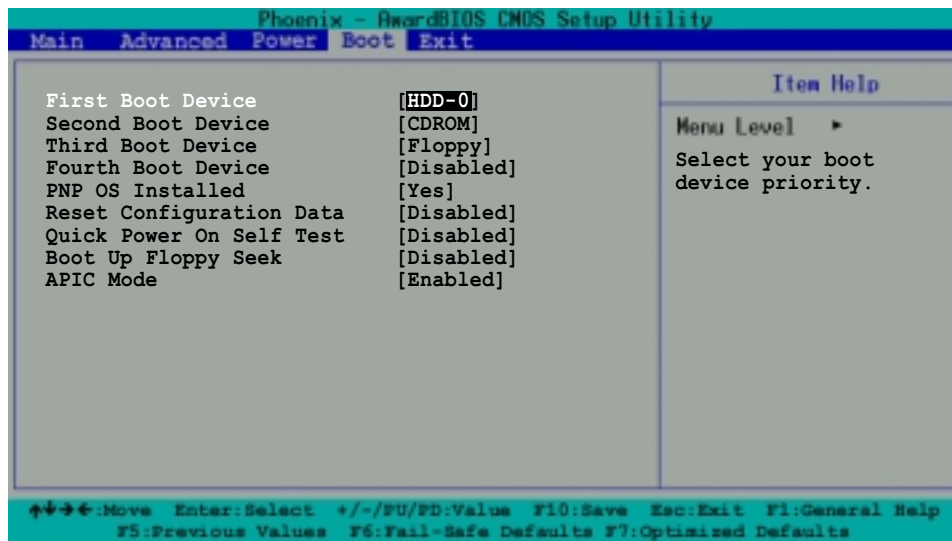 Phoenix - AwardBIOS CMOS Setup Utility
Main Advanced Power Boot Exit
First Boot Device [HDD-0]
Second Boot Device [CDROM]
Third Boot Device [Floppy]
Fourth Boot Device [Disabled]
PNP OS Installed [Yes]
Reset Configuration Data [Disabled]
Quick Power On Self Test [Disabled]
Boot Up Floppy Seek [Disabled]
APIC Mode [Enabled]
Item Help
Menu Level ►
Select your boot
device priority.
↑↓→←:Move Enter:Select +/-/PU/PD:Value F10:Save Esc:Exit F1:General Help
F5:Previous Values F6:Fail-Safe Defaults F7:Optimized Defaults